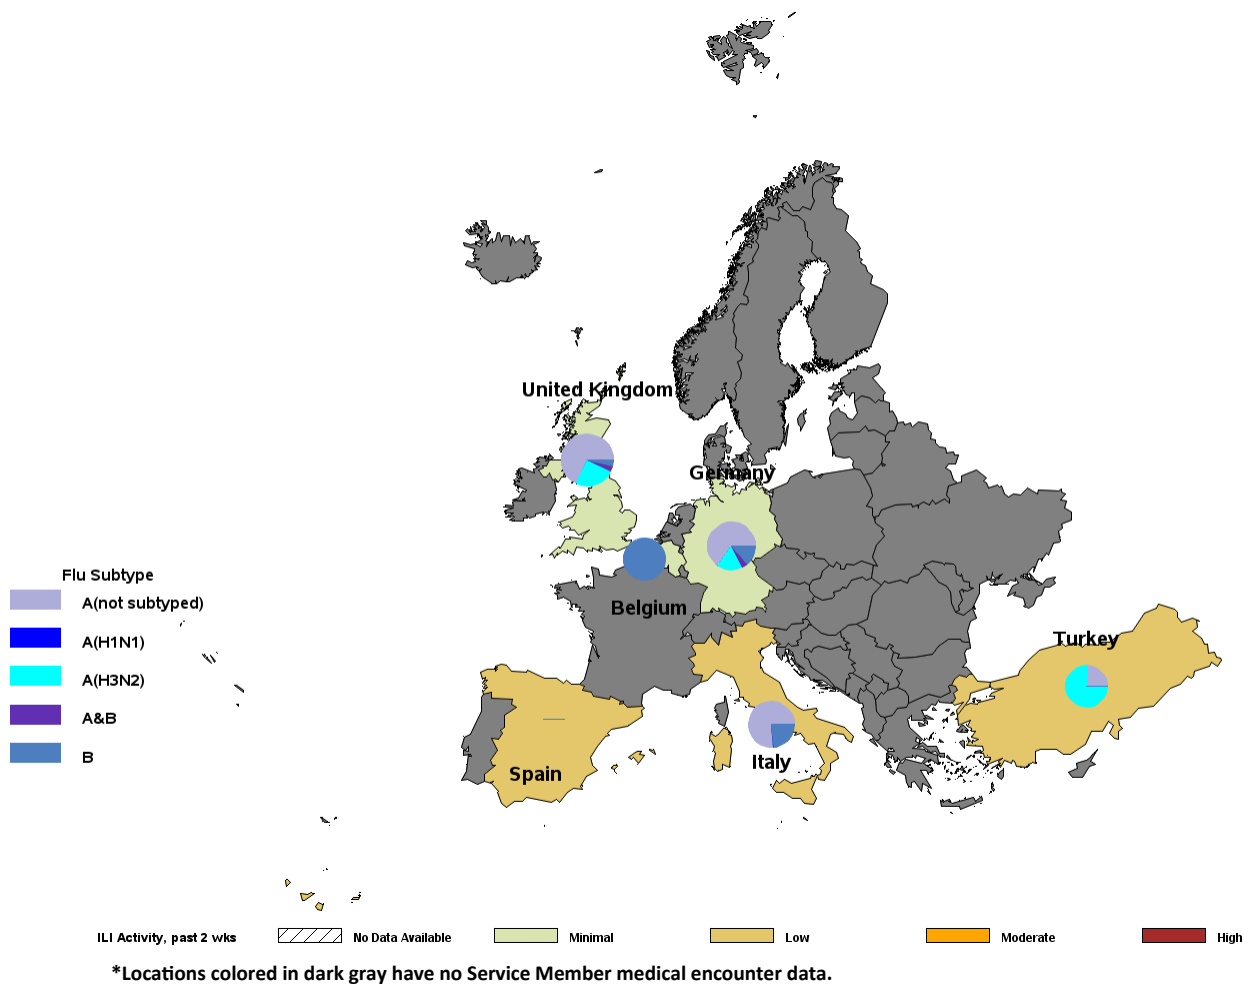 United Kingdom
Germany
Belgium
Turkey
Italy
Spain
Flu Subtype
A(not subtyped)
A(H1N1)
A(H3N2)
A&B
B
ILI Activity, past 2 wks No Data Available Minimal Low Moderate High
*Locations colored in dark gray have no Service Member medical encounter data.